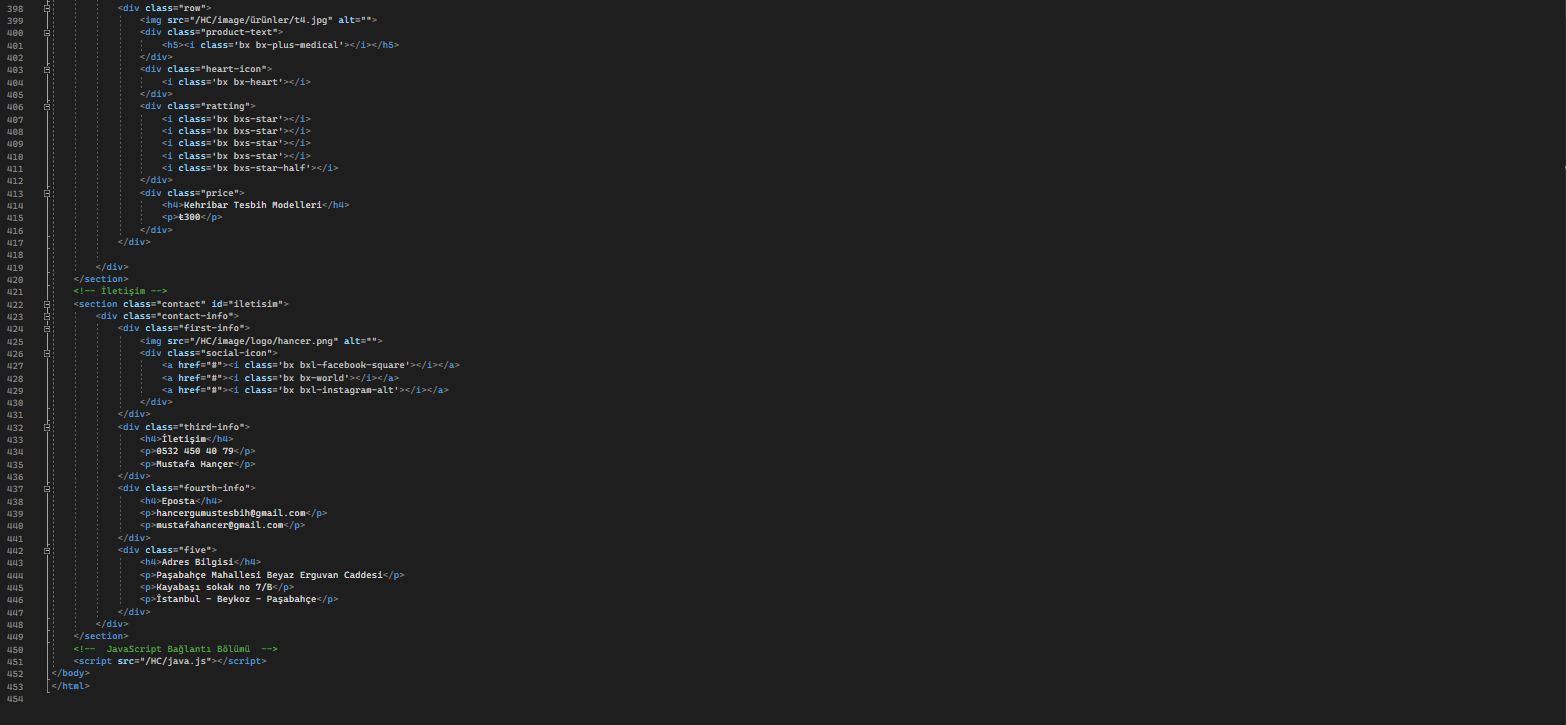 398 <div class="row">
399 <img src="/HC/image/ürünler/t4.jpg" alt="">
400 <div class="product-text">
401 <h5><i class='bx bx-plus-medical'></i></h5>
402 </div>
403 <div class="heart-icon">
404 <i class='bx bx-heart'></i>
405 </div>
406 <div class="ratting">
407 <i class='bx bxs-star'></i>
408 <i class='bx bxs-star'></i>
409 <i class='bx bxs-star'></i>
410 <i class='bx bxs-star'></i>
411 <i class='bx bxs-star-half'></i>
412 </div>
413 <div class="price">
414 <h4>Kehribar Tesbih Modelleri</h4>
415 <p>₺300</p>
416 </div>
417 </div>
418
419 </div>
420 </section>
421 <!-- İletişim -->
422 <section class="contact" id="iletisim">
423 <div class="contact-info">
424 <div class="first-info">
425 <img src="/HC/image/logo/hancer.png" alt="">
426 <div class="social-icon">
427 <a href="#"><i class='bx bxl-facebook-square'></i></a>
428 <a href="#"><i class='bx bx-world'></i></a>
429 <a href="#"><i class='bx bxl-instagram-alt'></i></a>
430 </div>
431 </div>
432 <div class="third-info">
433 <h4>İletişim</h4>
434 <p>0532 450 40 79</p>
435 <p>Mustafa Hançer</p>
436 </div>
437 <div class="fourth-info">
438 <h4>Eposta</h4>
439 <p>hancergumustesbih@gmail.com</p>
440 <p>mustafahancer@gmail.com</p>
441 </div>
442 <div class="five">
443 <h4>Adres Bilgisi</h4>
444 <p>Paşabahçe Mahallesi Beyaz Erguvan Caddesi</p>
445 <p>Kayabaşı sokak no 7/B</p>
446 <p>İstanbul - Beykoz - Paşabahçe</p>
447 </div>
448 </div>
449 </section>
450 <!-- JavaScript Bağlantı Bölümü -->
451 <script src="/HC/java.js"></script>
452 </body>
453 </html>
454